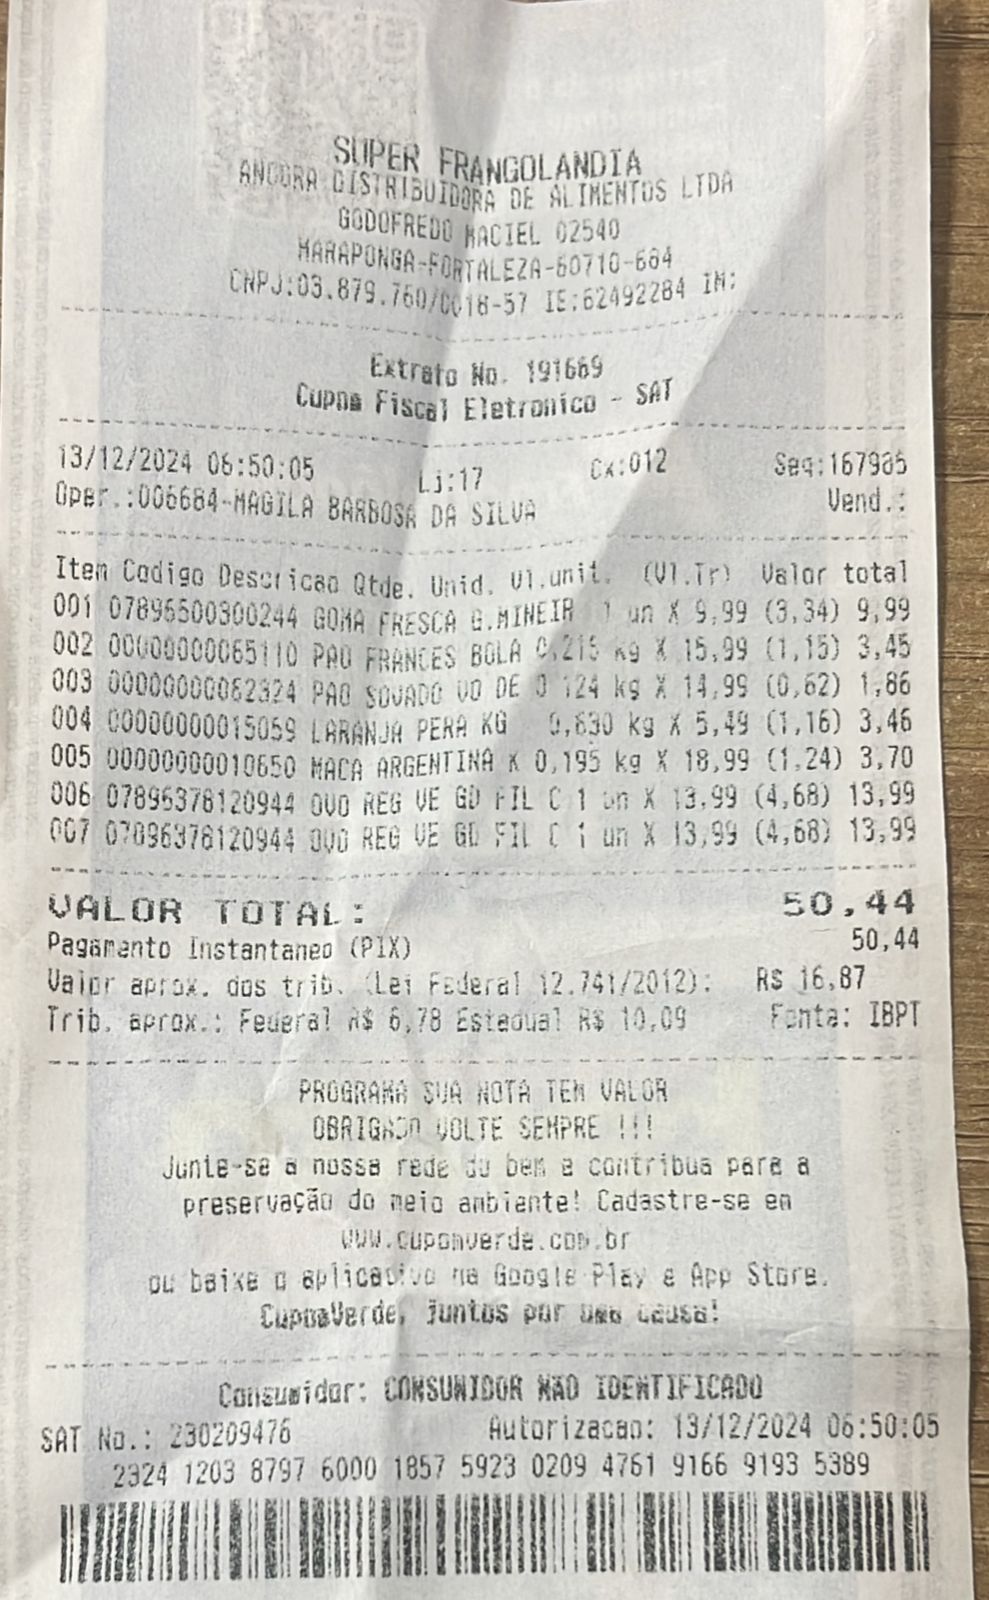 SUPER FRANGOLANDIA
ANCORA DISTRIBUIDORA DE ALIMENTOS LTDA
GODOFREDO MACIEL 02540
MARAPONGA-FORTALEZA-60710-684
CNPJ:03.879.760/0018-57 IE:62492284 IM:
Extrato No. 191669
Cupom Fiscal Eletronico - SAT
13/12/2024 06:50:05 Lj:17 Cx:012 Seq:167985
Oper.:006684-MAGILA BARBOSA DA SILVA Vend.:
Item Codigo Descricao Qtde. Unid. Vl.unit. (Vl.Tr) Valor total
001 07896500300244 GOMA FRESCA G.MINEIR 1 un X 9,99 (3,34) 9,99
002 00000000065110 PAO FRANCES BOLA 0,216 kg X 15,99 (1,15) 3,45
003 00000000062324 PAO SOVADO VO DE 0 124 kg X 14,99 (0,62) 1,86
004 00000000015059 LARANJA PERA KG 0,630 kg X 5,49 (1,16) 3,46
005 00000000010650 MACA ARGENTINA K 0,195 kg X 18,99 (1,24) 3,70
006 07896378120944 OVO REG VE GD FIL C 1 un X 13,99 (4,68) 13,99
007 07896378120944 OVO REG VE GD FIL C 1 un X 13,99 (4,68) 13,99
VALOR TOTAL: 50,44
Pagamento Instantaneo (PIX) 50,44
Valor aprox. dos trib. (Lei Federal 12.741/2012): R$ 16,87
Trib. aprox.: Federal R$ 6,78 Estadual R$ 10,09 Fonte: IBPT
PROGRAMA SUA NOTA TEM VALOR
OBRIGADO VOLTE SEMPRE !!!
Junte-se a nossa rede do bem e contribua para a
preservação do meio ambiente! Cadastre-se em
www.cupomverde.com.br
ou baixe o aplicativo na Google Play e App Store.
CupomVerde, juntos por uma causa!
Consumidor: CONSUMIDOR NÃO IDENTIFICADO
SAT No.: 230209476 Autorizacao: 13/12/2024 06:50:05
2324 1203 8797 6000 1857 5923 0209 4761 9166 9193 5389